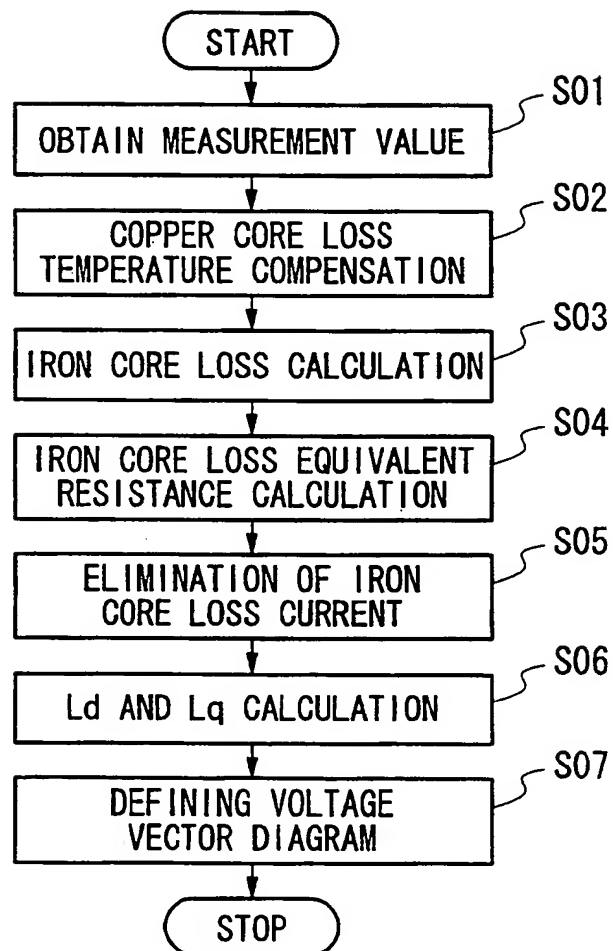 START
S01
OBTAIN MEASUREMENT VALUE
S02
COPPER CORE LOSS
TEMPERATURE COMPENSATION
S03
IRON CORE LOSS CALCULATION
S04
IRON CORE LOSS EQUIVALENT
RESISTANCE CALCULATION
S05
ELIMINATION OF IRON
CORE LOSS CURRENT
S06
Ld AND Lq CALCULATION
S07
DEFINING VOLTAGE
VECTOR DIAGRAM
STOP